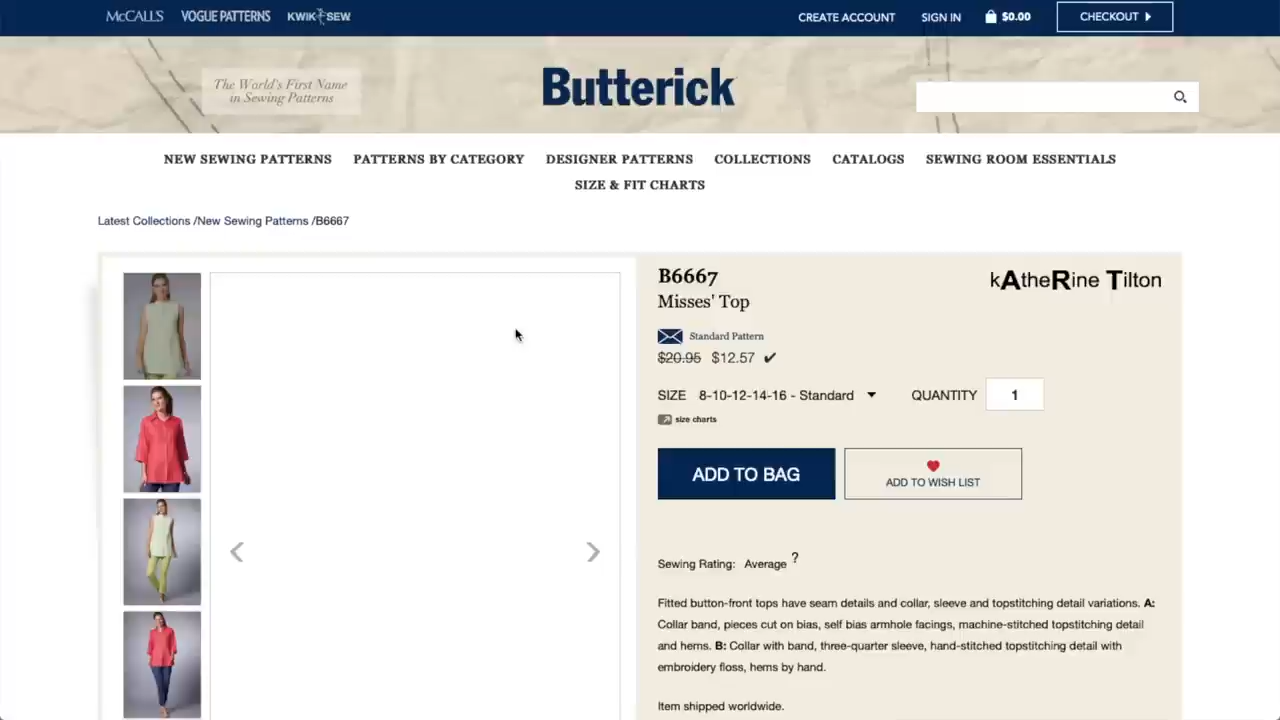 McCALLS VOGUE PATTERNS KWIK SEW CREATE ACCOUNT SIGN IN $0.00 CHECKOUT
The World's First Name
in Sewing Patterns
Butterick
NEW SEWING PATTERNS PATTERNS BY CATEGORY DESIGNER PATTERNS COLLECTIONS CATALOGS SEWING ROOM ESSENTIALS
SIZE & FIT CHARTS
Latest Collections /New Sewing Patterns /B6667
B6667
kAtheRine Tilton
Misses' Top
Standard Pattern
$20.95 $12.57 ✔
SIZE 8-10-12-14-16 - Standard QUANTITY 1
size charts
ADD TO BAG
ADD TO WISH LIST
Sewing Rating: Average ?
Fitted button-front tops have seam details and collar, sleeve and topstitching detail variations. A:
Collar band, pieces cut on bias, self bias armhole facings, machine-stitched topstitching detail
and hems. B: Collar with band, three-quarter sleeve, hand-stitched topstitching detail with
embroidery floss, hems by hand.
Item shipped worldwide.